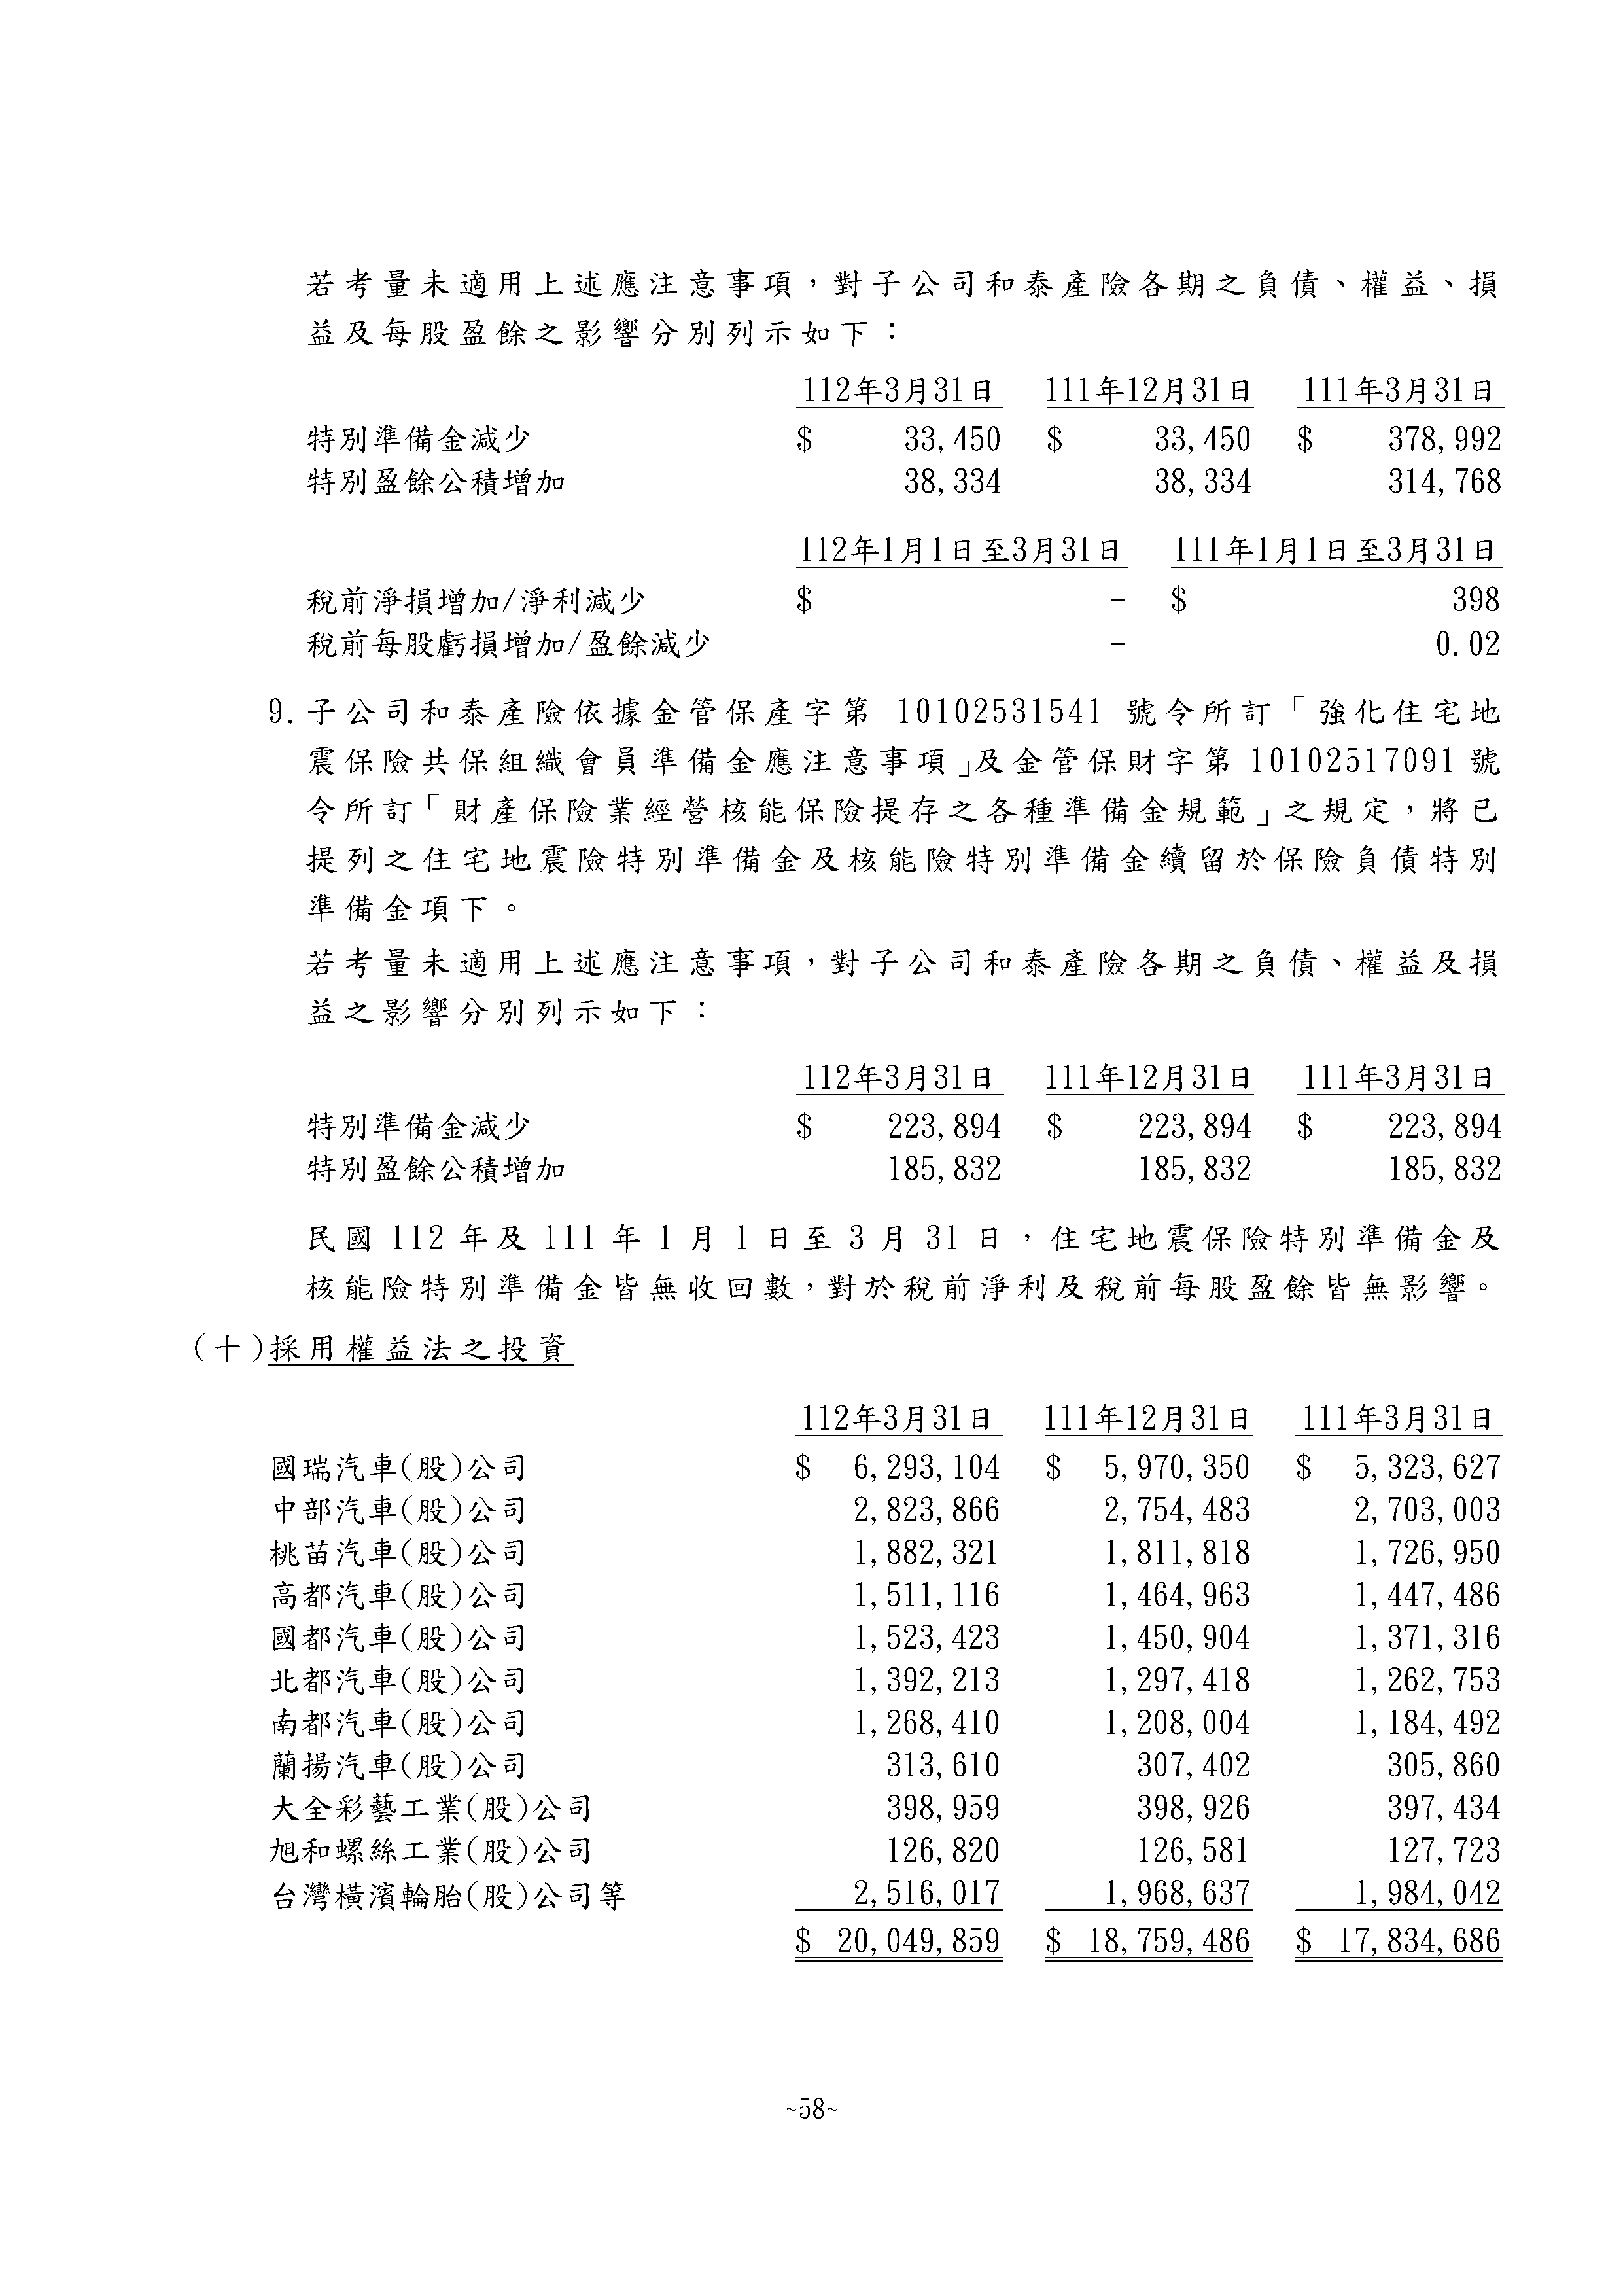 若考量未適用上述應注意事項，對子公司和泰產險各期之負債、權益、損
益及每股盈餘之影響分別列示如下：
112年3月31日 111年12月31日 111年3月31日
特別準備金減少 $ 33,450 $ 33,450 $ 378,992
特別盈餘公積增加 38,334 38,334 314,768
112年1月1日至3月31日 111年1月1日至3月31日
稅前淨損增加/淨利減少 $ - $ 398
稅前每股虧損增加/盈餘減少 - 0.02
9.子公司和泰產險依據金管保產字第 10102531541 號令所訂「強化住宅地
震保險共保組織會員準備金應注意事項」及金管保財字第 10102517091 號
令所訂「財產保險業經營核能保險提存之各種準備金規範」之規定，將已
提列之住宅地震險特別準備金及核能險特別準備金續留於保險負債特別
準備金項下。
若考量未適用上述應注意事項，對子公司和泰產險各期之負債、權益及損
益之影響分別列示如下：
112年3月31日 111年12月31日 111年3月31日
特別準備金減少 $ 223,894 $ 223,894 $ 223,894
特別盈餘公積增加 185,832 185,832 185,832
民國 112 年及 111 年 1 月 1 日至 3 月 31 日，住宅地震保險特別準備金及
核能險特別準備金皆無收回數，對於稅前淨利及稅前每股盈餘皆無影響。
(十)採用權益法之投資
112年3月31日 111年12月31日 111年3月31日
國瑞汽車(股)公司 $ 6,293,104 $ 5,970,350 $ 5,323,627
中部汽車(股)公司 2,823,866 2,754,483 2,703,003
桃苗汽車(股)公司 1,882,321 1,811,818 1,726,950
高都汽車(股)公司 1,511,116 1,464,963 1,447,486
國都汽車(股)公司 1,523,423 1,450,904 1,371,316
北都汽車(股)公司 1,392,213 1,297,418 1,262,753
南都汽車(股)公司 1,268,410 1,208,004 1,184,492
蘭揚汽車(股)公司 313,610 307,402 305,860
大全彩藝工業(股)公司 398,959 398,926 397,434
旭和螺絲工業(股)公司 126,820 126,581 127,723
台灣橫濱輪胎(股)公司等 2,516,017 1,968,637 1,984,042
$ 20,049,859 $ 18,759,486 $ 17,834,686
~58~